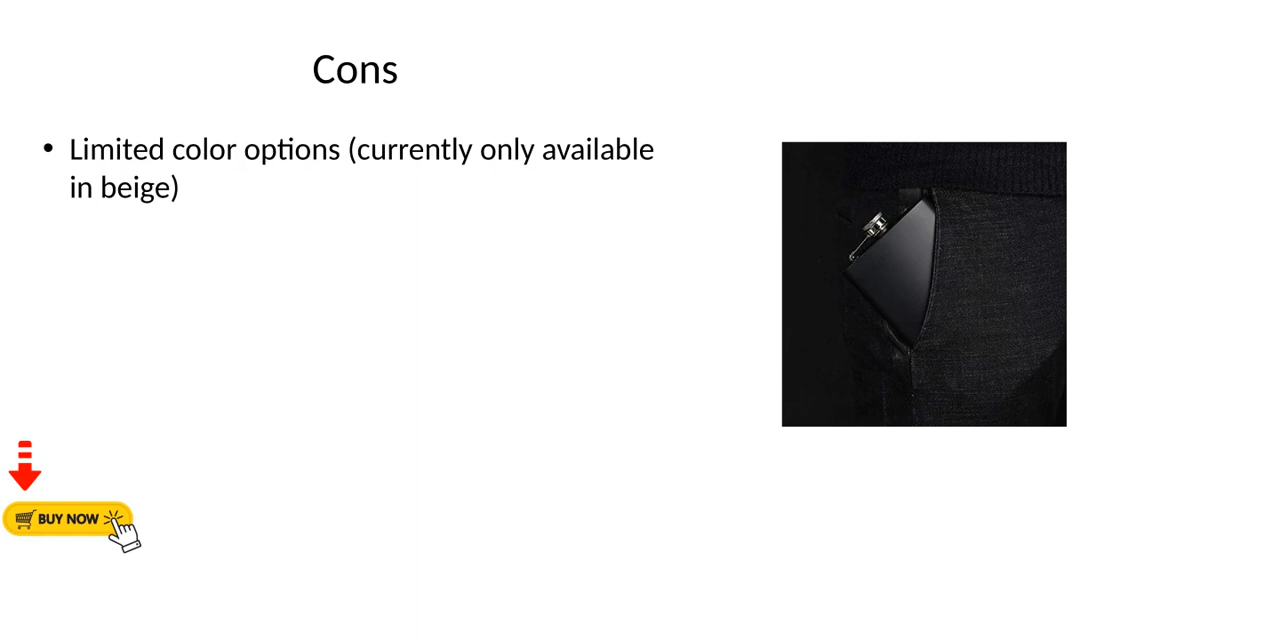 Cons
• Limited color options (currently only available
in beige)
BUY NOW